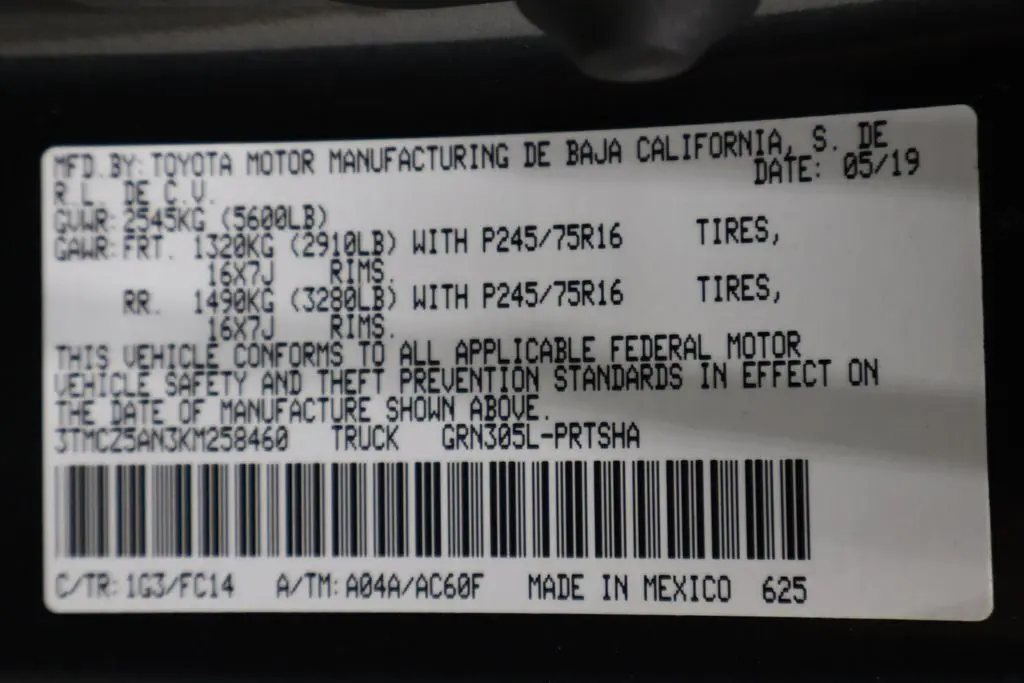 MFD. BY: TOYOTA MOTOR MANUFACTURING DE BAJA CALIFORNIA, S. DE
R.L. DE C.V. DATE: 05/19
GVWR: 2545KG (5600LB)
GAWR: FRT. 1320KG (2910LB) WITH P245/75R16 TIRES,
16X7J RIMS.
RR. 1490KG (3280LB) WITH P245/75R16 TIRES,
16X7J RIMS.
THIS VEHICLE CONFORMS TO ALL APPLICABLE FEDERAL MOTOR
VEHICLE SAFETY AND THEFT PREVENTION STANDARDS IN EFFECT ON
THE DATE OF MANUFACTURE SHOWN ABOVE.
3TMCZ5AN3KM258460 TRUCK GRN305L-PRTSHA
C/TR: 1G3/FC14 A/TM: A04A/AC60F MADE IN MEXICO 625